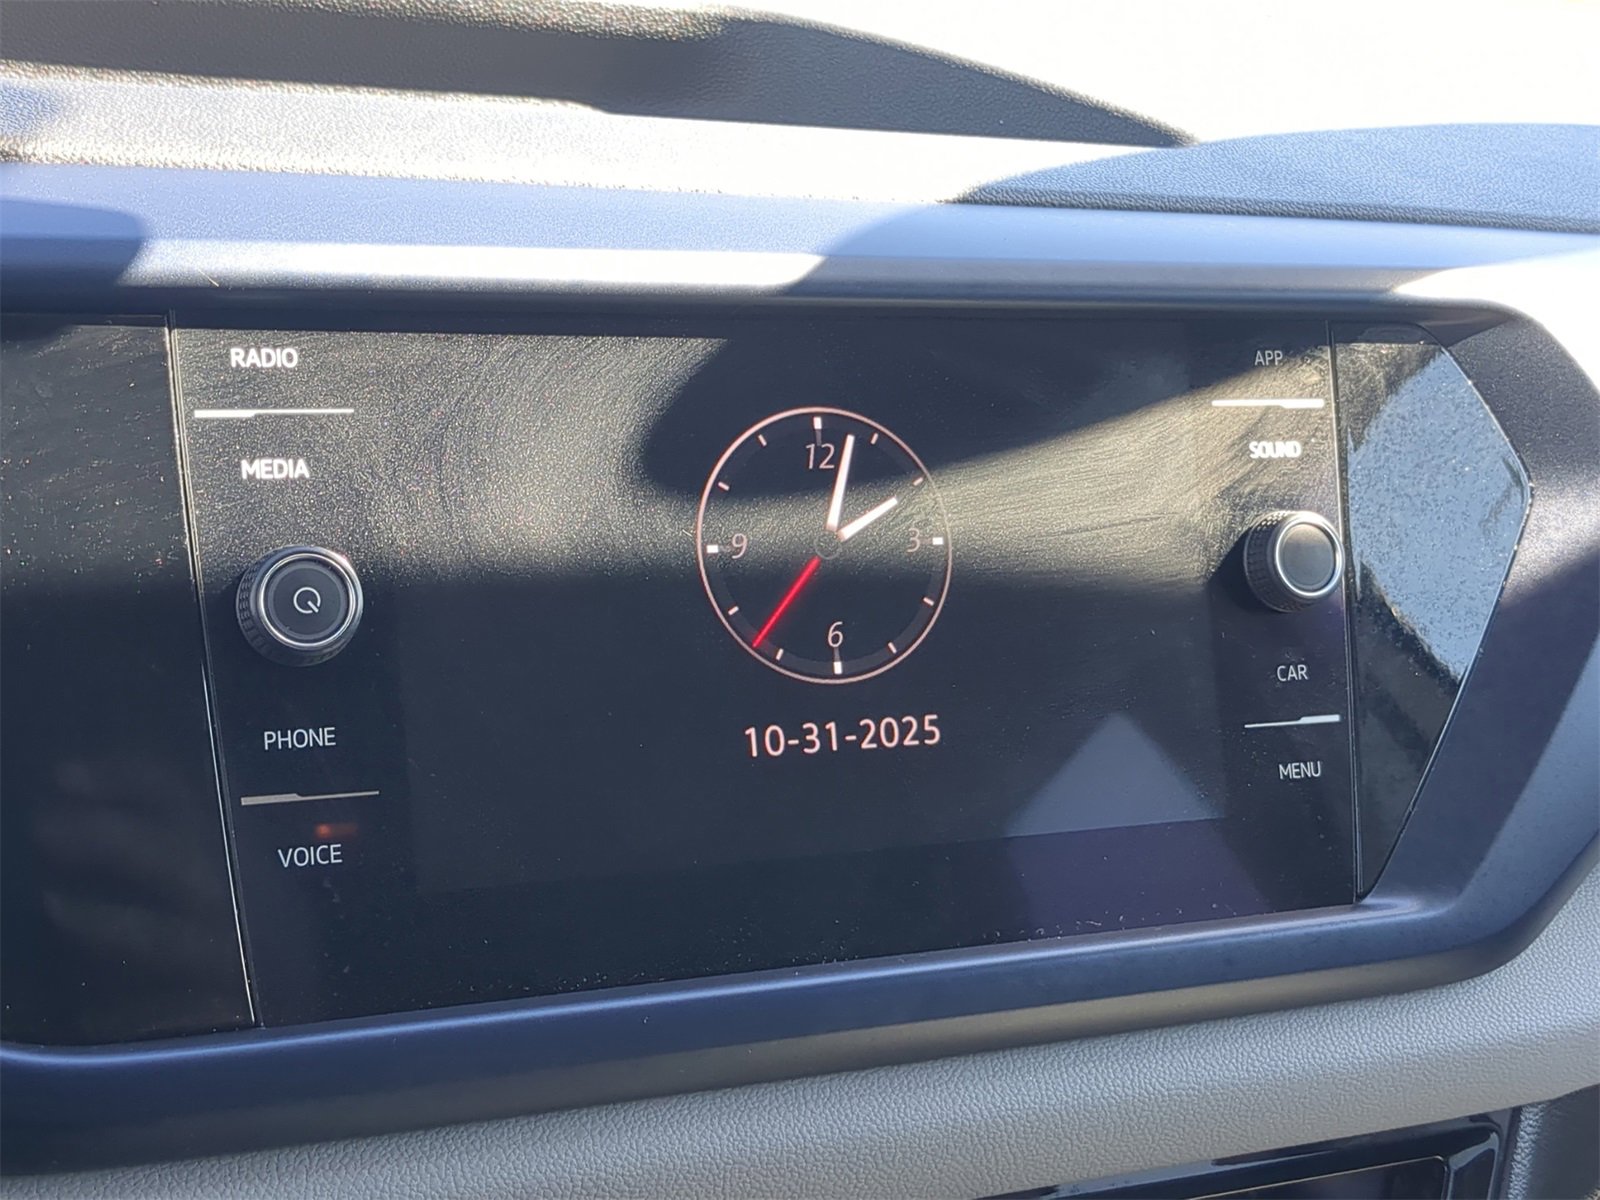 RADIO
MEDIA
PHONE
VOICE
12
9
3
6
10-31-2025
APP
SOUND
CAR
MENU